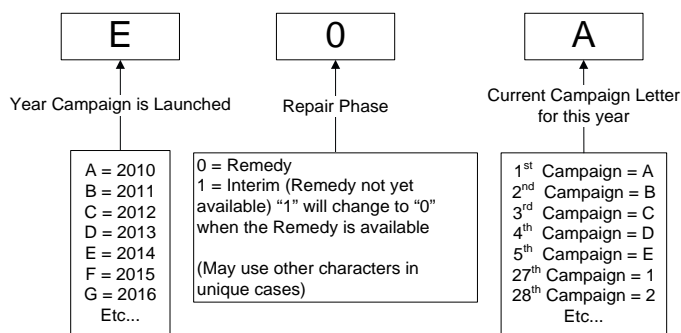 E
0
A
Year Campaign is Launched
Repair Phase
Current Campaign Letter
for this year
A = 2010
B = 2011
C = 2012
D = 2013
E = 2014
F = 2015
G = 2016
Etc...
0 = Remedy
1 = Interim (Remedy not yet
available) “1” will change to “0”
when the Remedy is available
(May use other characters in
unique cases)
1st Campaign = A
2nd Campaign = B
3rd Campaign = C
4th Campaign = D
5th Campaign = E
27th Campaign = 1
28th Campaign = 2
Etc...